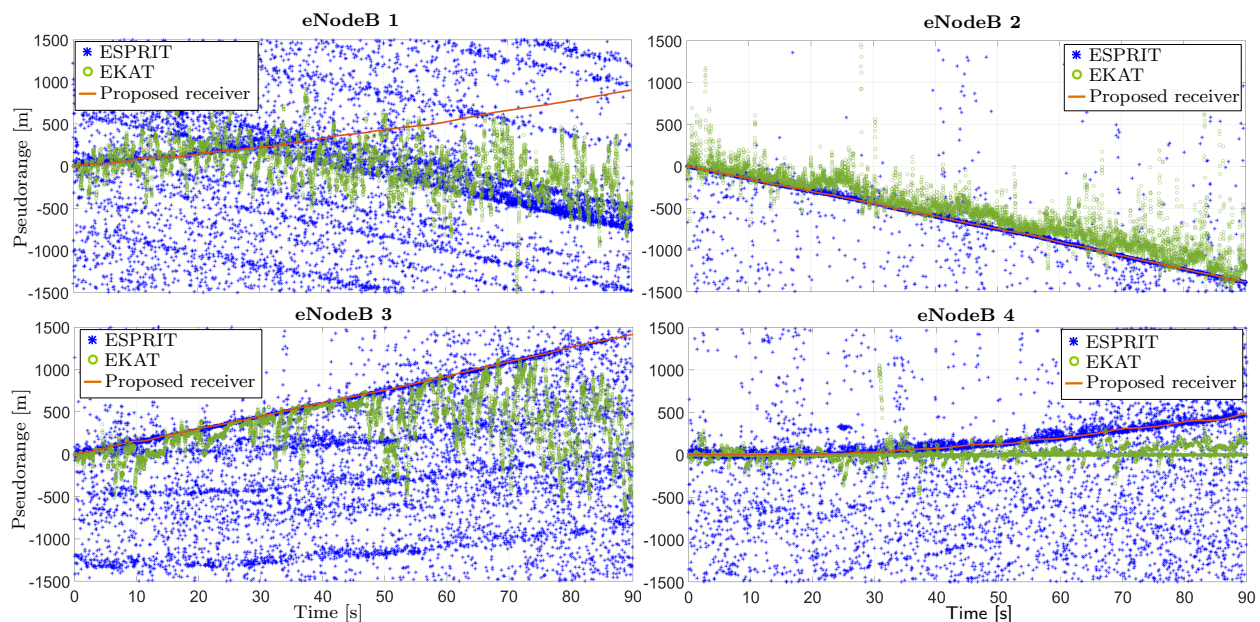 eNodeB 1
1500
1000
500
0
-500
-1000
-1500
Pseudorange [m]
ESPRIT
EKAT
Proposed receiver
0 10 20 30 40 50 60 70 80 90
eNodeB 2
1500
1000
500
0
-500
-1000
-1500
ESPRIT
EKAT
Proposed receiver
0 10 20 30 40 50 60 70 80 90
Time [s]
eNodeB 3
1500
1000
500
0
-500
-1000
-1500
Pseudorange [m]
ESPRIT
EKAT
Proposed receiver
0 10 20 30 40 50 60 70 80 90
Time [s]
eNodeB 4
1500
1000
500
0
-500
-1000
-1500
ESPRIT
EKAT
Proposed receiver
0 10 20 30 40 50 60 70 80 90
Time [s]